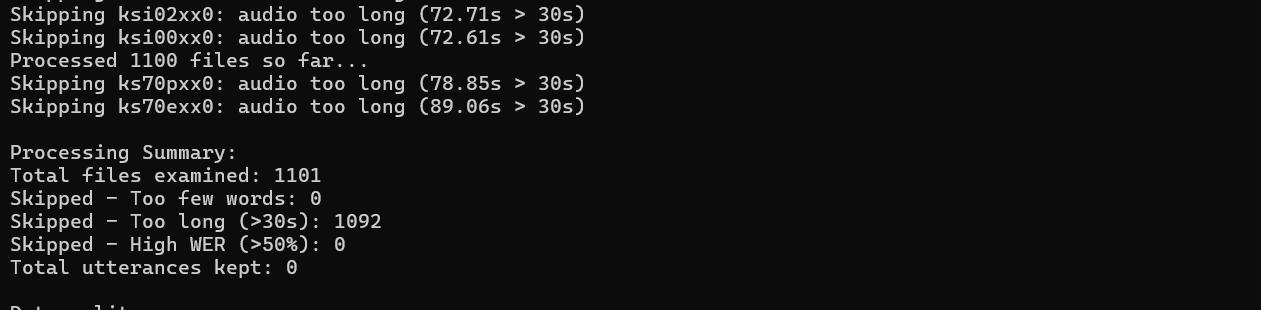 Skipping ksi02xx0: audio too long (72.71s > 30s)
Skipping ksi00xx0: audio too long (72.61s > 30s)
Processed 1100 files so far...
Skipping ks70pxx0: audio too long (78.85s > 30s)
Skipping ks70exx0: audio too long (89.06s > 30s)
Processing Summary:
Total files examined: 1101
Skipped - Too few words: 0
Skipped - Too long (>30s): 1092
Skipped - High WER (>50%): 0
Total utterances kept: 0